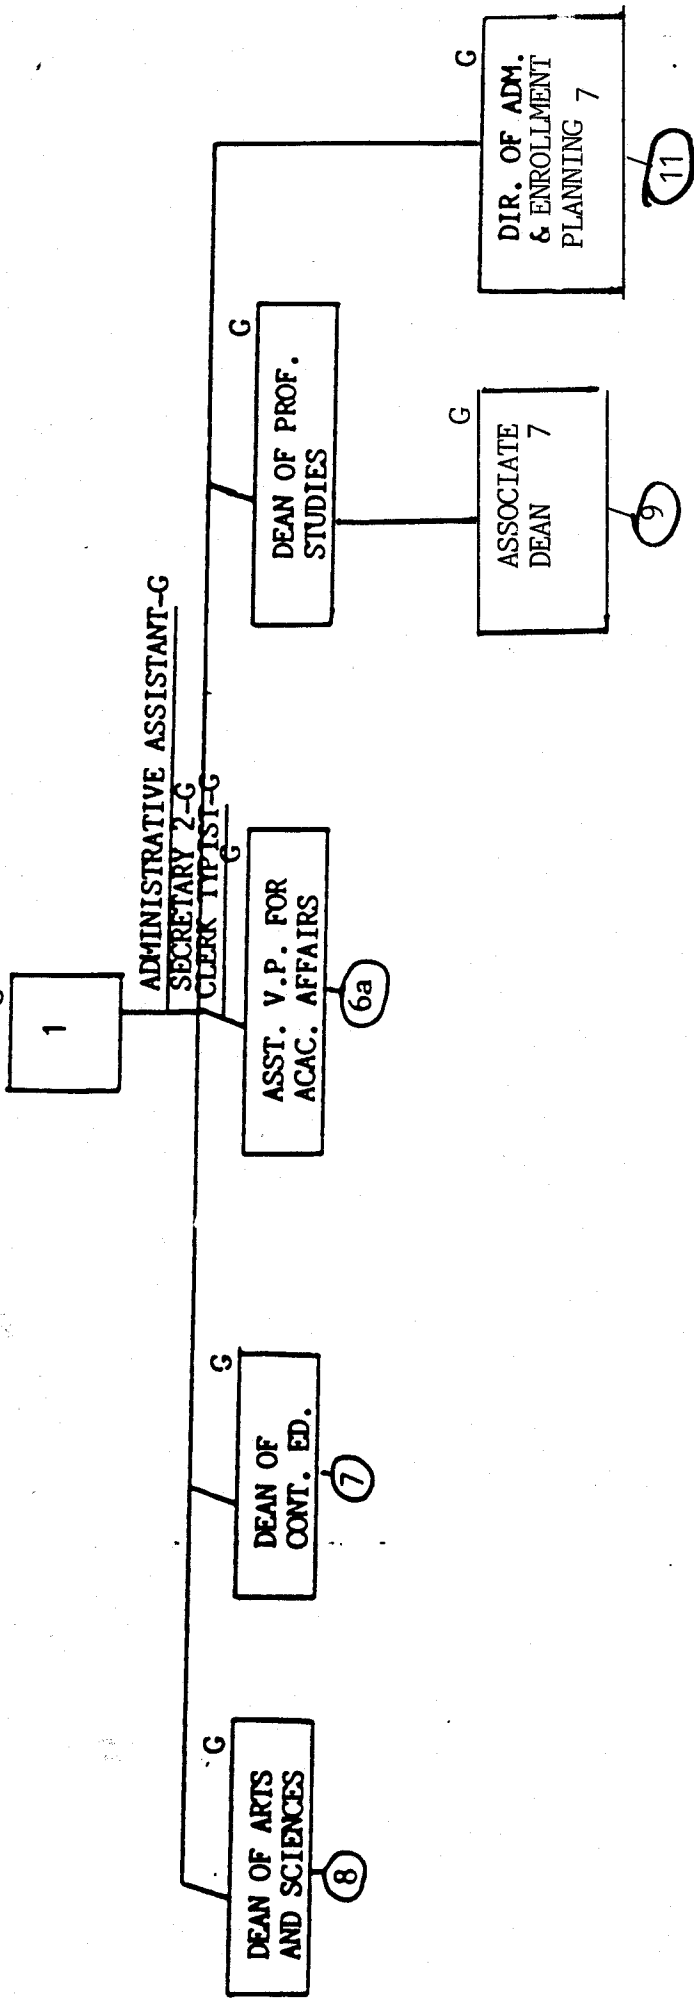 1
ADMINISTRATIVE ASSISTANT-G
SECRETARY 2-G
CLERK TYPIST-G
G
DEAN OF ARTS
AND SCIENCES
8
G
DEAN OF
CONT. ED.
7
G
ASST. V.P. FOR
ACAC. AFFAIRS
6a
G
DEAN OF PROF.
STUDIES
G
ASSOCIATE
DEAN 7
9
G
DIR. OF ADM.
& ENROLLMENT
PLANNING 7
11